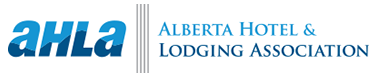 aHLa
ALBERTA HOTEL &
LODGING ASSOCIATION